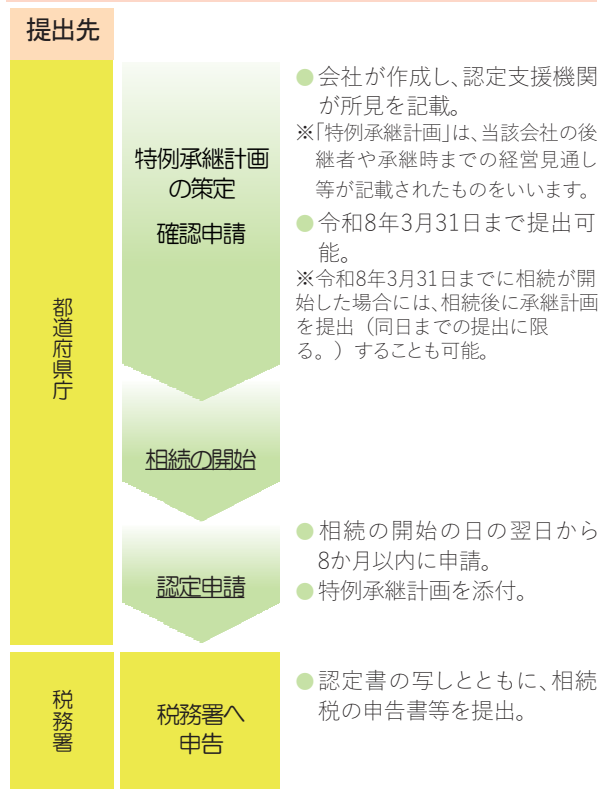 提出先
都道府県庁
特例承継計画
の策定
確認申請
●会社が作成し、認定支援機関
が所見を記載。
※「特例承継計画」は、当該会社の後
継者や承継時までの経営見通し
等が記載されたものをいいます。
●令和8年3月31日まで提出可
能。
※令和8年3月31日までに相続が開
始した場合には、相続後に承継計画
を提出（同日までの提出に限
る。）することも可能。
相続の開始
認定申請
●相続の開始の日の翌日から
8か月以内に申請。
●特例承継計画を添付。
税務署
税務署へ
申告
●認定書の写しとともに、相続
税の申告書等を提出。